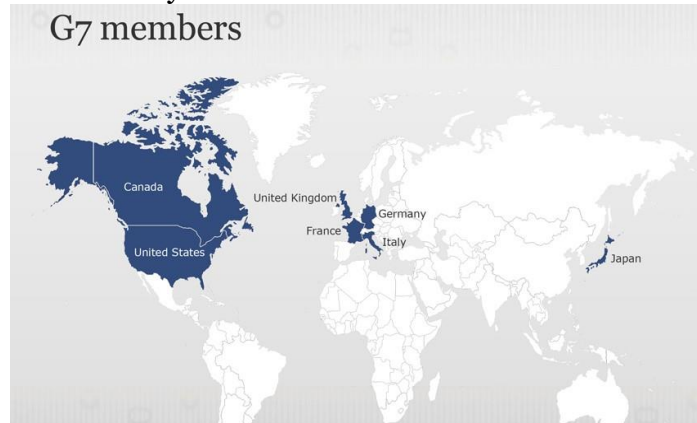 G7 members
Canada
United Kingdom
Germany
France
Italy
United States
Japan